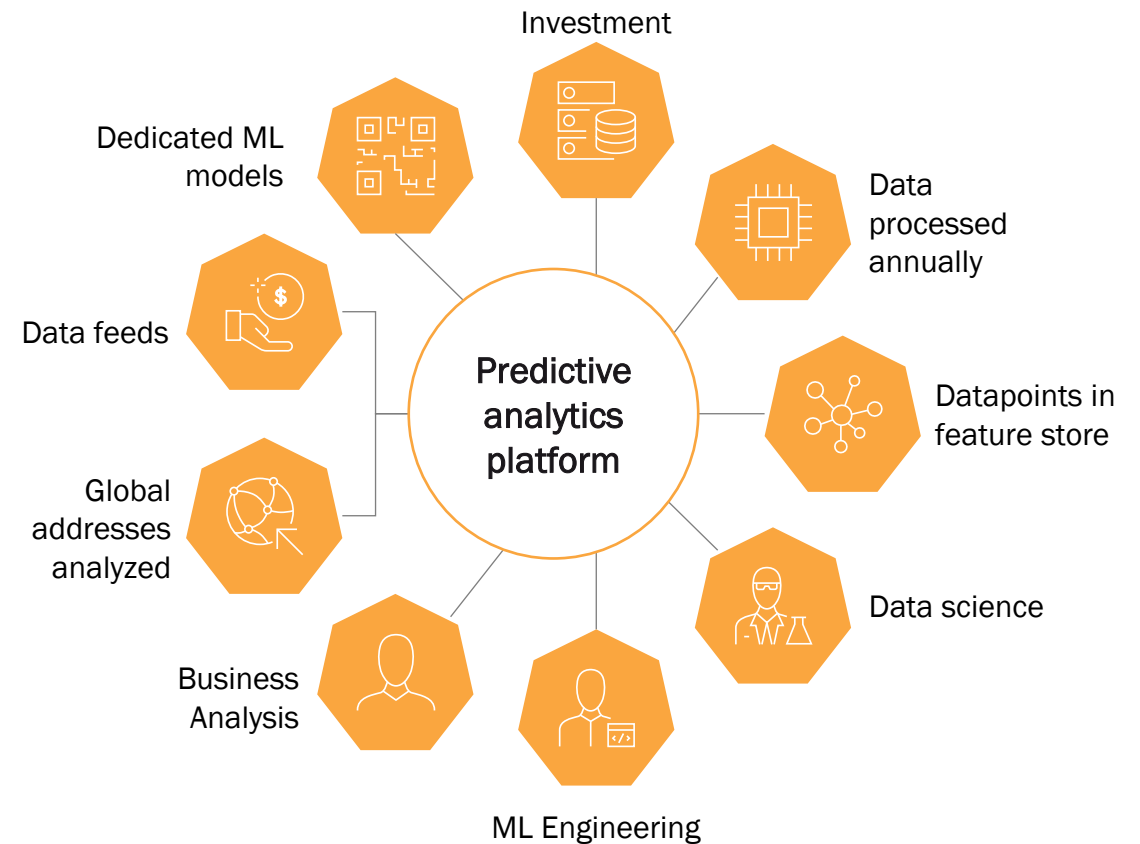 Investment
Dedicated ML
models
Data
processed
annually
Data feeds
$
Predictive
analytics
platform
Datapoints in
feature store
Global
addresses
analyzed
Data science
Business
Analysis
</>
ML Engineering